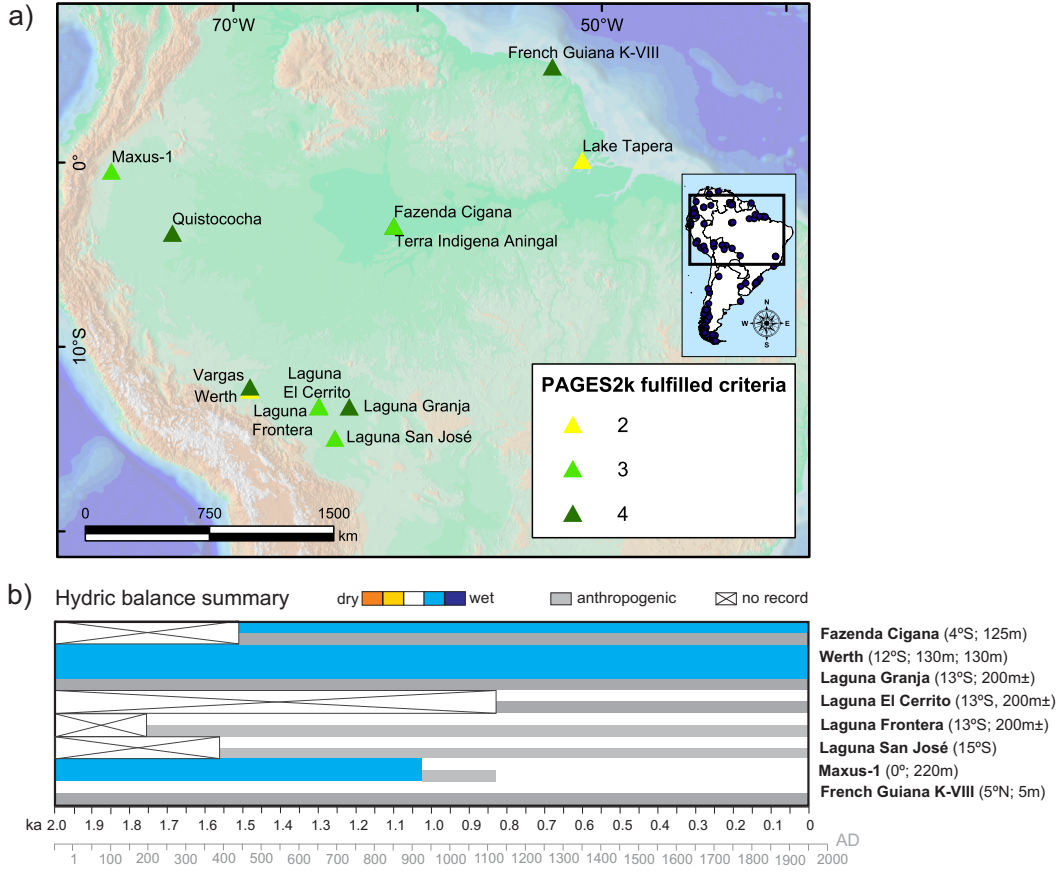 a)
70°W
50°W
French Guiana K-VIII
Lake Tapera
0°
Maxus-1
Quistococha
Fazenda Cigana
Terra Indigena Aningal
N
W
E
S
10°S
Vargas
Werth
Laguna
El Cerrito
Laguna
Frontera
Laguna Granja
Laguna San José
PAGES2k fulfilled criteria
2
3
4
0
750
1500
km
b)
Hydric balance summary
dry
wet
anthropogenic
no record
Fazenda Cigana (4ºS; 125m)
Werth (12ºS; 130m; 130m)
Laguna Granja (13ºS; 200m±)
Laguna El Cerrito (13ºS, 200m±)
Laguna Frontera (13ºS; 200m±)
Laguna San José (15ºS)
Maxus-1 (0º; 220m)
French Guiana K-VIII (5ºN; 5m)
ka 2.0 1.9 1.8 1.7 1.6 1.5 1.4 1.3 1.2 1.1 1.0 0.9 0.8 0.7 0.6 0.5 0.4 0.3 0.2 0.1 0
AD
1 100 200 300 400 500 600 700 800 900 1000 1100 1200 1300 1400 1500 1600 1700 1800 1900 2000